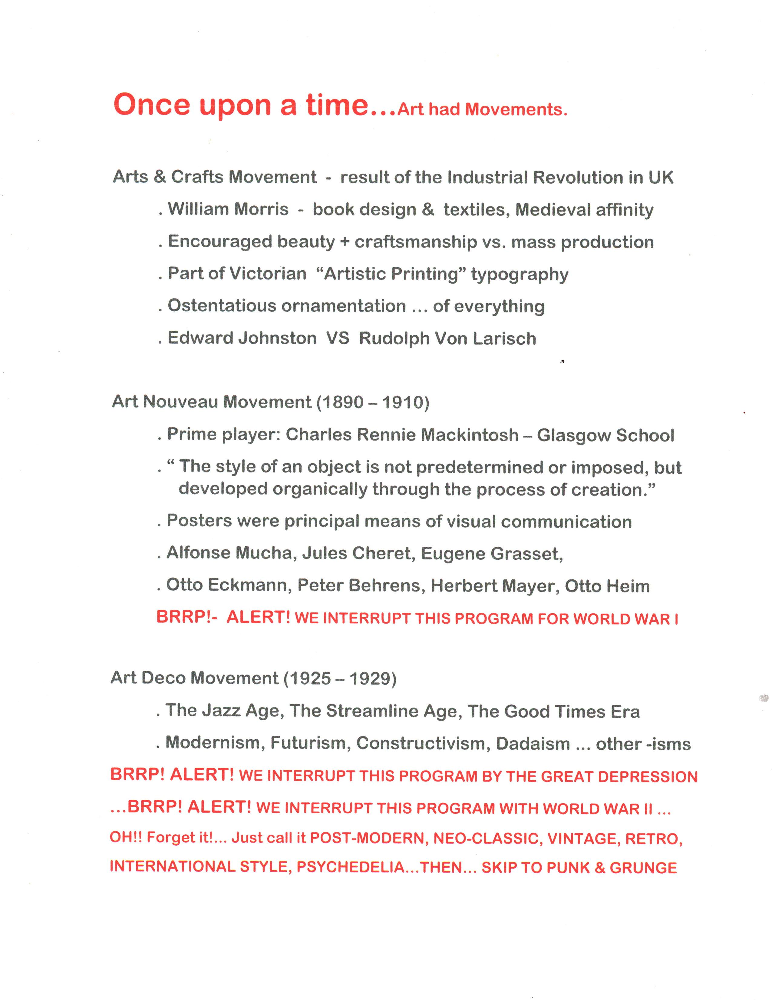 Once upon a time...Art had Movements.
Arts & Crafts Movement - result of the Industrial Revolution in UK
. William Morris - book design & textiles, Medieval affinity
. Encouraged beauty + craftsmanship vs. mass production
. Part of Victorian “Artistic Printing” typography
. Ostentatious ornamentation ... of everything
. Edward Johnston VS Rudolph Von Larisch
Art Nouveau Movement (1890 – 1910)
. Prime player: Charles Rennie Mackintosh – Glasgow School
. “ The style of an object is not predetermined or imposed, but
developed organically through the process of creation.”
. Posters were principal means of visual communication
. Alfonse Mucha, Jules Cheret, Eugene Grasset,
. Otto Eckmann, Peter Behrens, Herbert Mayer, Otto Heim
BRRP!- ALERT! WE INTERRUPT THIS PROGRAM FOR WORLD WAR I
Art Deco Movement (1925 – 1929)
. The Jazz Age, The Streamline Age, The Good Times Era
. Modernism, Futurism, Constructivism, Dadaism ... other -isms
BRRP! ALERT! WE INTERRUPT THIS PROGRAM BY THE GREAT DEPRESSION
...BRRP! ALERT! WE INTERRUPT THIS PROGRAM WITH WORLD WAR II ...
OH!! Forget it!... Just call it POST-MODERN, NEO-CLASSIC, VINTAGE, RETRO,
INTERNATIONAL STYLE, PSYCHEDELIA...THEN... SKIP TO PUNK & GRUNGE